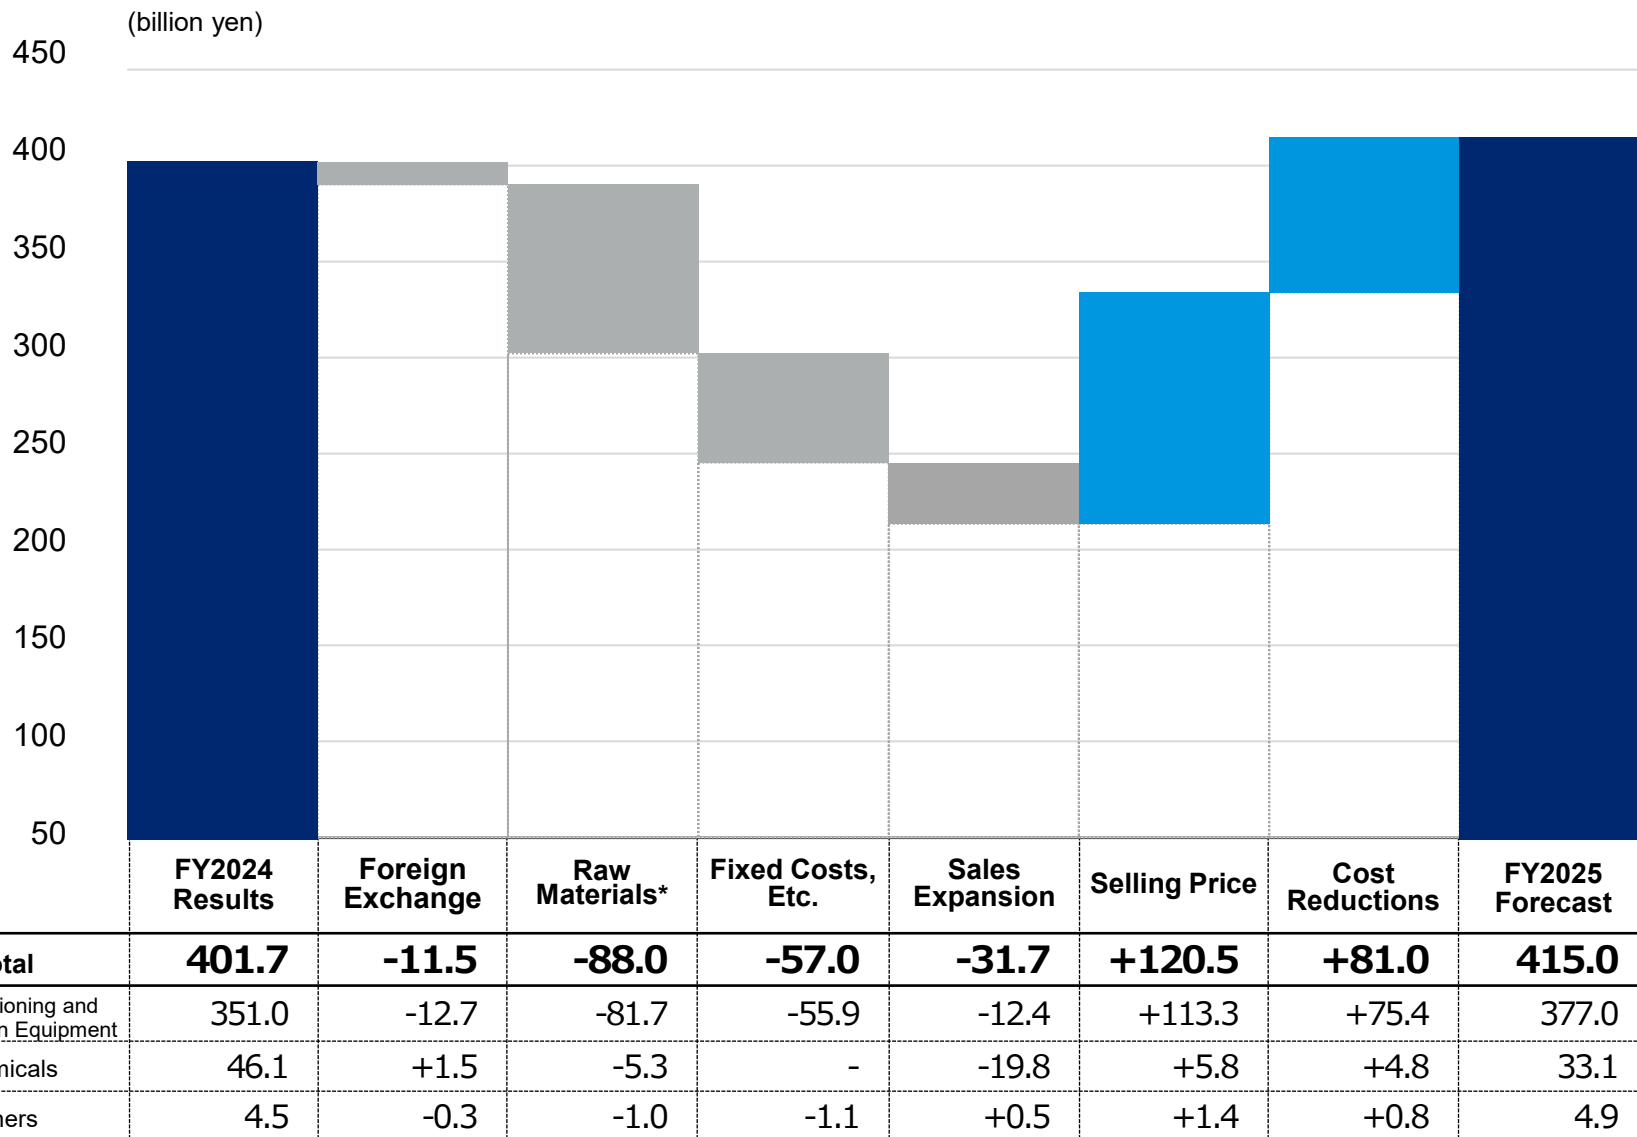 (billion yen)
450
400
350
300
250
200
150
100
50
FY2024 Results
Foreign Exchange
Raw Materials*
Fixed Costs, Etc.
Sales Expansion
Selling Price
Cost Reductions
FY2025 Forecast
401.7 -11.5 -88.0 -57.0 -31.7 +120.5 +81.0 415.0
and
Equipment
351.0 -12.7 -81.7 -55.9 -12.4 +113.3 +75.4 377.0
46.1 +1.5 -5.3 - -19.8 +5.8 +4.8 33.1
4.5 -0.3 -1.0 -1.1 +0.5 +1.4 +0.8 4.9